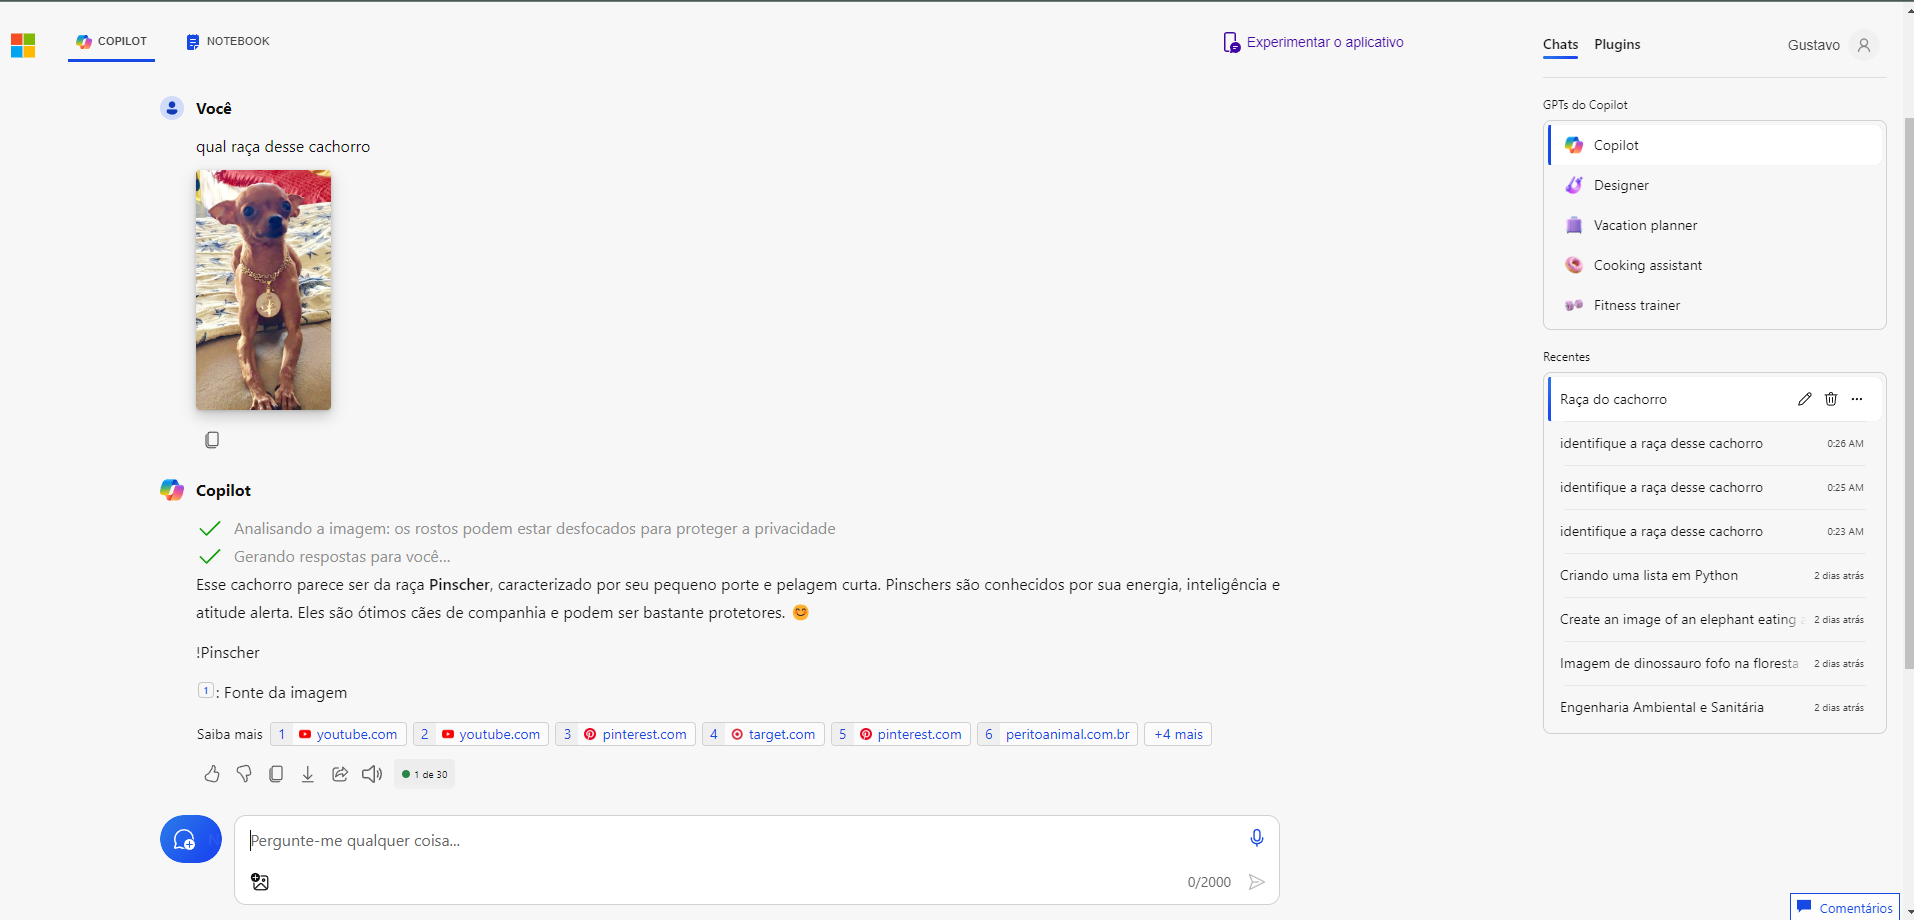 COPILOT
NOTEBOOK
Experimentar o aplicativo
Chats
Plugins
Gustavo
Você
qual raça desse cachorro
Copilot
Analisando a imagem: os rostos podem estar desfocados para proteger a privacidade
Gerando respostas para você...
Esse cachorro parece ser da raça Pinscher, caracterizado por seu pequeno porte e pelagem curta. Pinschers são conhecidos por sua energia, inteligência e
atitude alerta. Eles são ótimos cães de companhia e podem ser bastante protetores. 😊
!Pinscher
1 : Fonte da imagem
Saiba mais 1 youtube.com 2 youtube.com 3 pinterest.com 4 target.com 5 pinterest.com 6 peritoanimal.com.br +4 mais
1 de 30
Pergunte-me qualquer coisa...
0/2000
GPTs do Copilot
Copilot
Designer
Vacation planner
Cooking assistant
Fitness trainer
Recentes
Raça do cachorro
identifique a raça desse cachorro 0:26 AM
identifique a raça desse cachorro 0:25 AM
identifique a raça desse cachorro 0:23 AM
Criando uma lista em Python 2 dias atrás
Create an image of an elephant eating 2 dias atrás
Imagem de dinossauro fofo na floresta 2 dias atrás
Engenharia Ambiental e Sanitária 2 dias atrás
Comentários